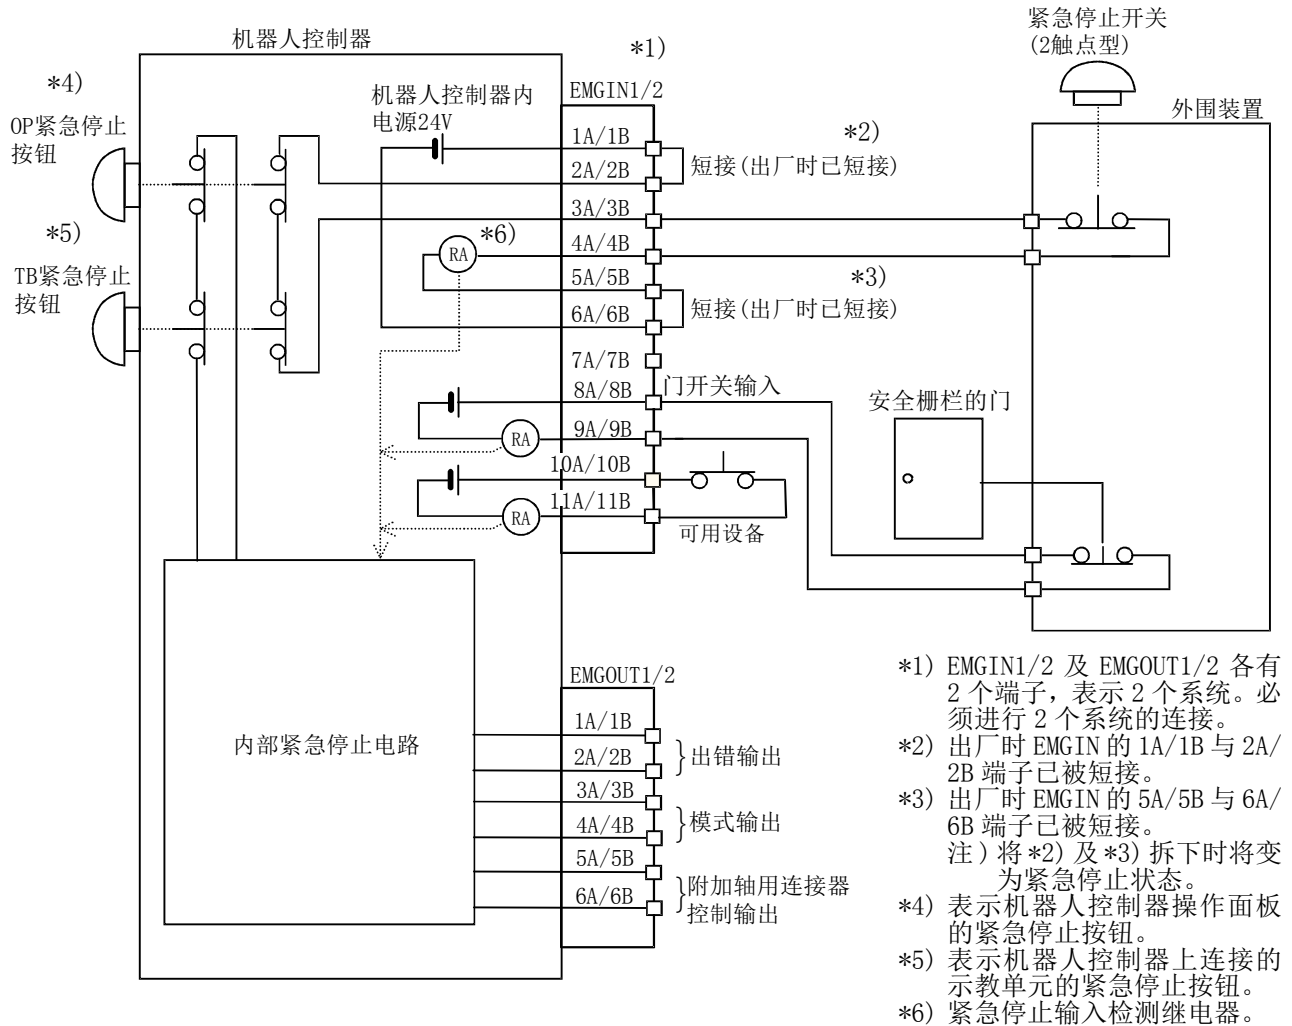 紧急停止开关
(2触点型)
机器人控制器
*1)
*4)
机器人控制器内
电源24V
EMGIN1/2
外围装置
OP紧急停止
按钮
1A/1B
*2)
短接(出厂时已短接)
2A/2B
3A/3B
*5)
*6)
4A/4B
RA
TB紧急停止
按钮
5A/5B
*3)
短接(出厂时已短接)
6A/6B
7A/7B
8A/8B
门开关输入
安全栅栏的门
9A/9B
RA
10A/10B
11A/11B
RA
可用设备
EMGOUT1/2
内部紧急停止电路
1A/1B
2A/2B
出错输出
3A/3B
4A/4B
模式输出
5A/5B
6A/6B
附加轴用连接器
控制输出
*1) EMGIN1/2 及 EMGOUT1/2 各有
2 个端子，表示 2 个系统。必
须进行 2 个系统的连接。
*2) 出厂时 EMGIN 的 1A/1B 与 2A/
2B 端子已被短接。
*3) 出厂时 EMGIN 的 5A/5B 与 6A/
6B 端子已被短接。
注）将*2) 及*3) 拆下时将变
为紧急停止状态。
*4) 表示机器人控制器操作面板
的紧急停止按钮。
*5) 表示机器人控制器上连接的
示教单元的紧急停止按钮。
*6) 紧急停止输入检测继电器。